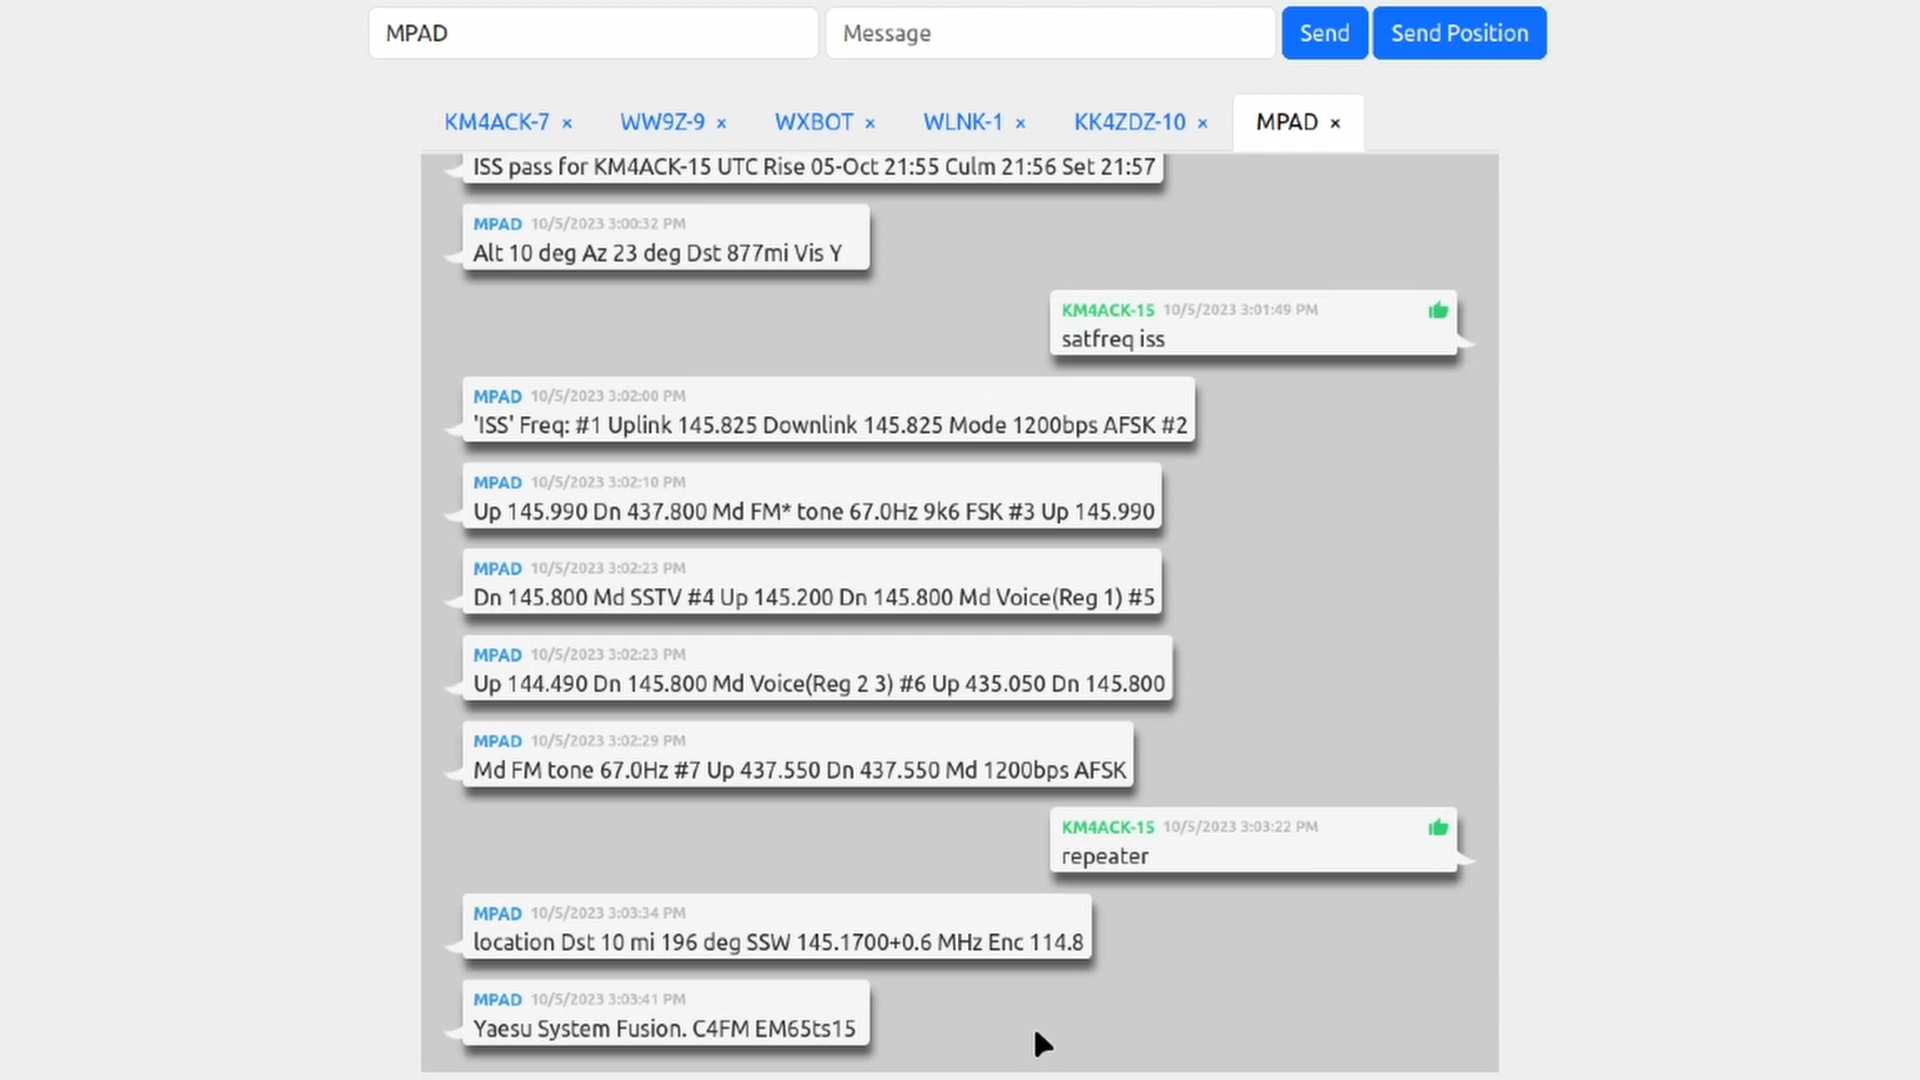 MPAD Message Send Send Position
KM4ACK-7 × WW9Z-9 × WXBOT × WLNK-1 × KK4ZDZ-10 × MPAD ×
ISS pass for KM4ACK-15 UTC Rise 05-Oct 21:55 Culm 21:56 Set 21:57
MPAD 10/5/2023 3:00:32 PM
Alt 10 deg Az 23 deg Dst 877mi Vis Y
KM4ACK-15 10/5/2023 3:01:49 PM
satfreq iss
MPAD 10/5/2023 3:02:00 PM
'ISS' Freq: #1 Uplink 145.825 Downlink 145.825 Mode 1200bps AFSK #2
MPAD 10/5/2023 3:02:10 PM
Up 145.990 Dn 437.800 Md FM* tone 67.0Hz 9k6 FSK #3 Up 145.990
MPAD 10/5/2023 3:02:23 PM
Dn 145.800 Md SSTV #4 Up 145.200 Dn 145.800 Md Voice(Reg 1) #5
MPAD 10/5/2023 3:02:23 PM
Up 144.490 Dn 145.800 Md Voice(Reg 2 3) #6 Up 435.050 Dn 145.800
MPAD 10/5/2023 3:02:29 PM
Md FM tone 67.0Hz #7 Up 437.550 Dn 437.550 Md 1200bps AFSK
KM4ACK-15 10/5/2023 3:03:22 PM
repeater
MPAD 10/5/2023 3:03:34 PM
location Dst 10 mi 196 deg SSW 145.1700+0.6 MHz Enc 114.8
MPAD 10/5/2023 3:03:41 PM
Yaesu System Fusion. C4FM EM65ts15